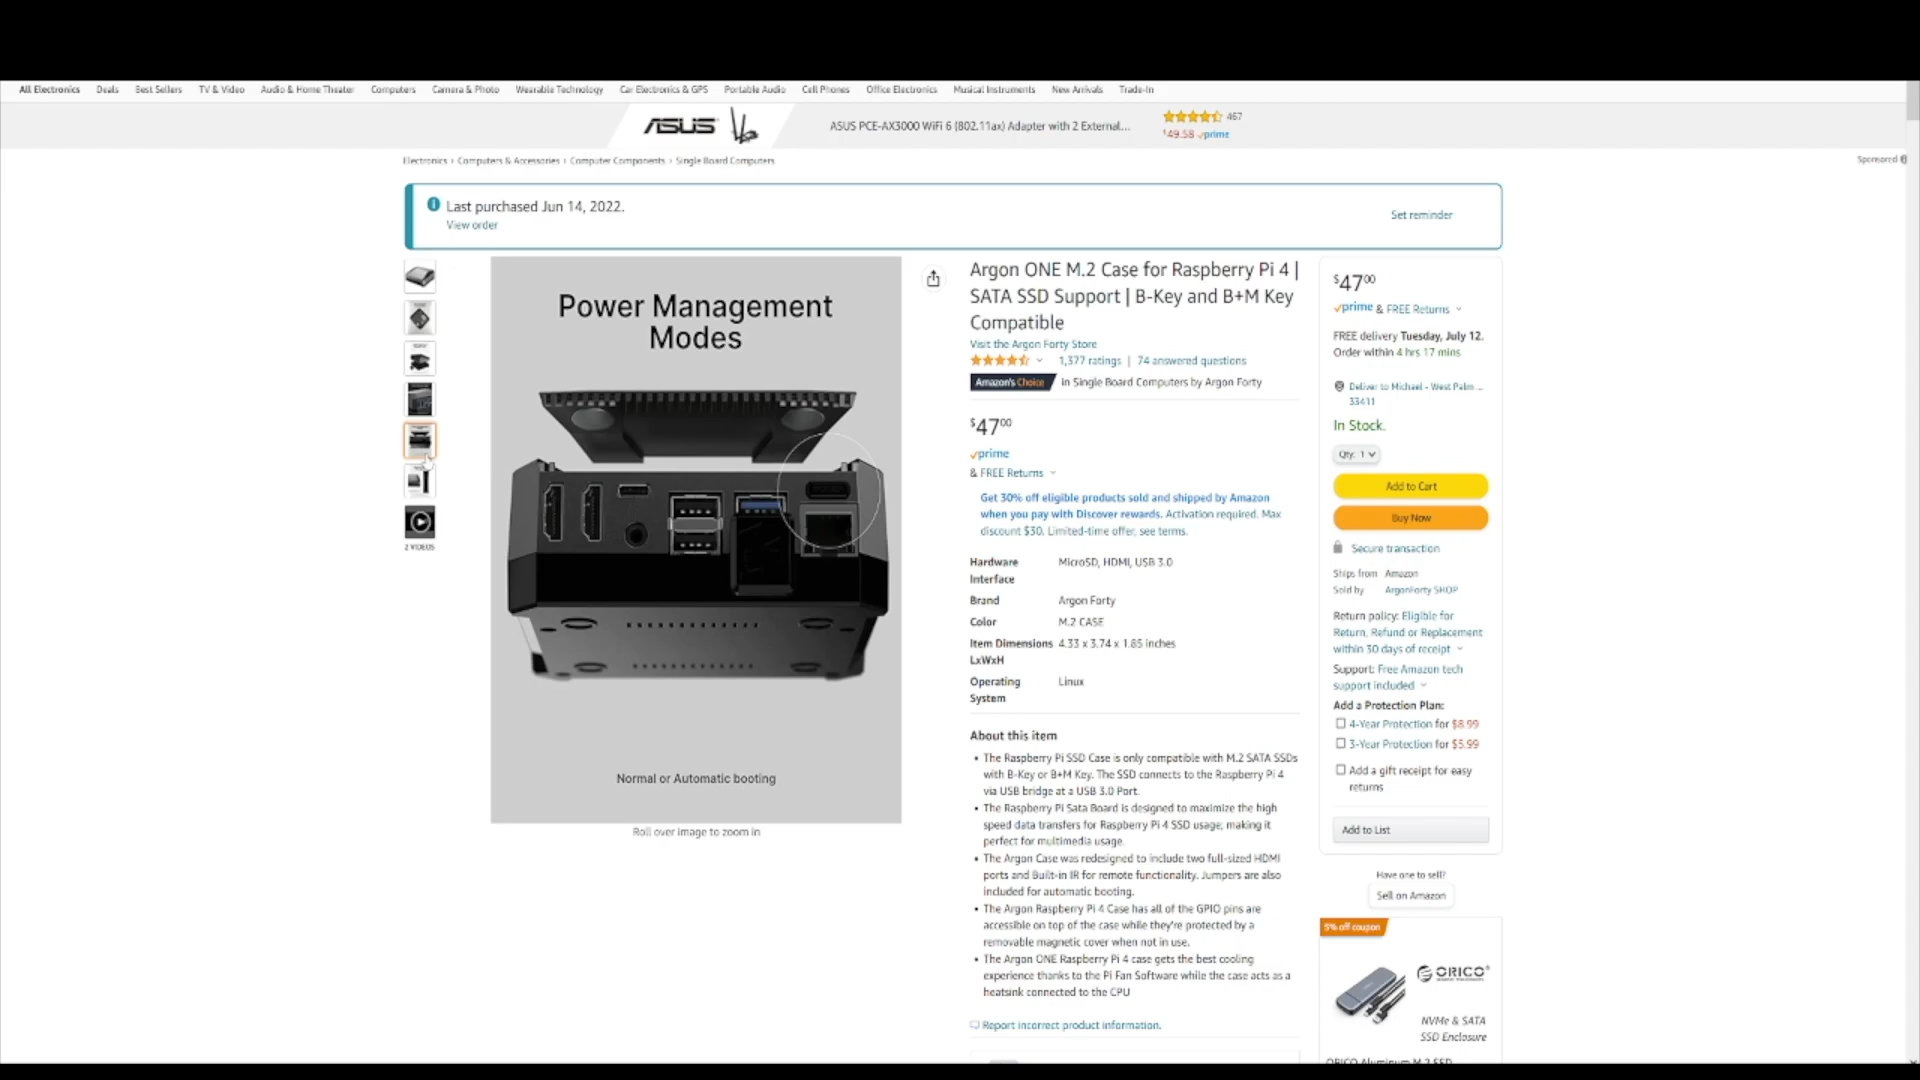 All Electronics Deals Best Sellers TV & Video Audio & Home Theater Computers Camera & Photo Wearable Technology Car Electronics & GPS Portable Audio Cell Phones Office Electronics Musical Instruments New Arrivals Trade-In
ASUS
ASUS PCE-AX3000 WiFi 6 (802.11ax) Adapter with 2 External...
467
$49.58 prime
Electronics › Computers & Accessories › Computer Components › Single Board Computers
Sponsored
Last purchased Jun 14, 2022.
View order
Set reminder
2 VIDEOS
Power Management
Modes
Normal or Automatic booting
Roll over image to zoom in
Argon ONE M.2 Case for Raspberry Pi 4 |
SATA SSD Support | B-Key and B+M Key
Compatible
Visit the Argon Forty Store
1,377 ratings | 74 answered questions
Amazon's Choice in Single Board Computers by Argon Forty
$4700
prime
& FREE Returns
Get 30% off eligible products sold and shipped by Amazon
when you pay with Discover rewards. Activation required. Max
discount $30. Limited-time offer, see terms.
Hardware MicroSD, HDMI, USB 3.0
Interface
Brand Argon Forty
Color M.2 CASE
Item Dimensions 4.33 x 3.74 x 1.85 inches
LxWxH
Operating Linux
System
About this item
• The Raspberry Pi SSD Case is only compatible with M.2 SATA SSDs
with B-Key or B+M Key. The SSD connects to the Raspberry Pi 4
via USB bridge at a USB 3.0 Port.
• The Raspberry Pi Sata Board is designed to maximize the high
speed data transfers for Raspberry Pi 4 SSD usage, making it
perfect for multimedia usage.
• The Argon Case was redesigned to include two full-sized HDMI
ports and Built-in IR for remote functionality. Jumpers are also
included for automatic booting.
• The Argon Raspberry Pi 4 Case has all of the GPIO pins are
accessible on top of the case while they're protected by a
removable magnetic cover when not in use.
• The Argon ONE Raspberry Pi 4 case gets the best cooling
experience thanks to the Pi Fan Software while the case acts as a
heatsink connected to the CPU
Report incorrect product information.
$4700
prime & FREE Returns
FREE delivery Tuesday, July 12.
Order within 4 hrs 17 mins
Deliver to Michael - West Palm ...
33411
In Stock.
Qty: 1
Add to Cart
Buy Now
Secure transaction
Ships from Amazon
Sold by ArgonForty SHOP
Return policy: Eligible for
Return, Refund or Replacement
within 30 days of receipt
Support: Free Amazon tech
support included
Add a Protection Plan:
4-Year Protection for $8.99
3-Year Protection for $5.99
Add a gift receipt for easy
returns
Add to List
Have one to sell?
Sell on Amazon
5% off coupon
ORICO
NVMe & SATA
SSD Enclosure
ORICO Aluminum M.2 SSD